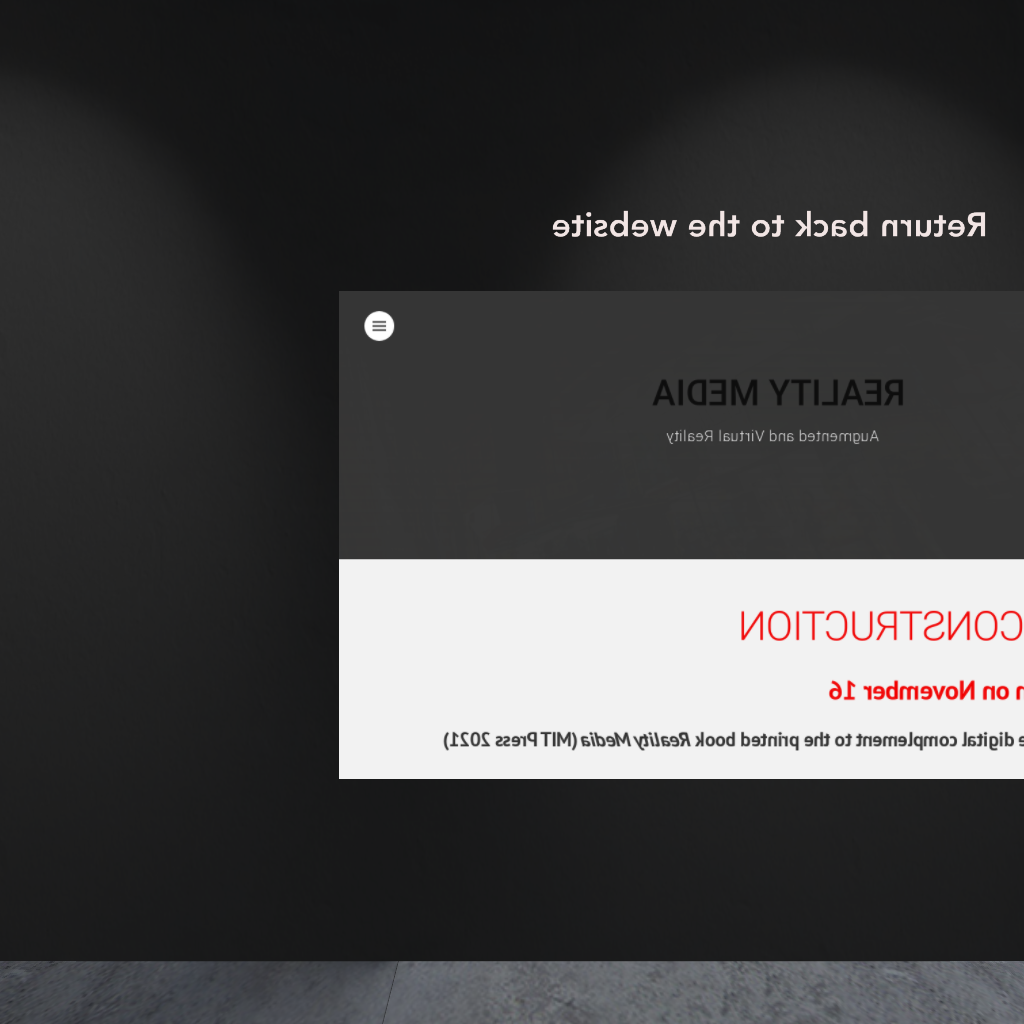 Return back to the website
REALITY MEDIA
Augmented and Virtual Reality
CONSTRUCTION
on November 16
digital complement to the printed book Reality Media (MIT Press 2021)